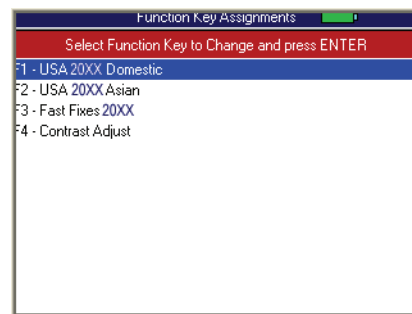 Function Key Assignments
Select Function Key to Change and press ENTER
F1 - USA 20XX Domestic
F2 - USA 20XX Asian
F3 - Fast Fixes 20XX
F4 - Contrast Adjust